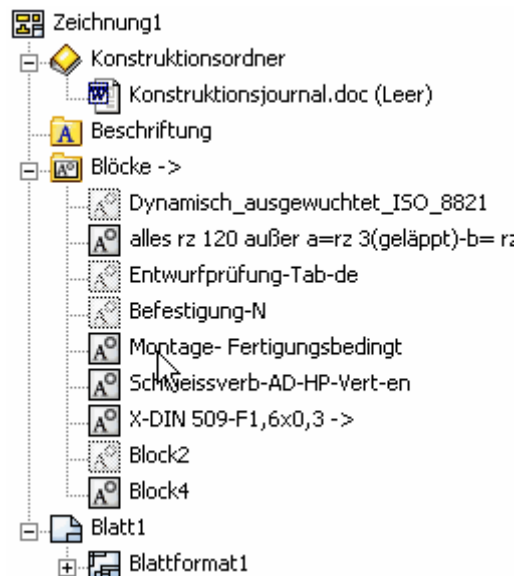 Zeichnung1
Konstruktionsordner
Konstruktionsjournal.doc (Leer)
Beschriftung
Blöcke ->
Dynamisch_ausgewuchtet_ISO_8821
alles rz 120 außer a=rz 3(geläppt)-b= rz
Entwurfprüfung-Tab-de
Befestigung-N
Montage- Fertigungsbedingt
Schweissverb-AD-HP-Vert-en
X-DIN 509-F1,6x0,3 ->
Block2
Block4
Blatt1
Blattformat1